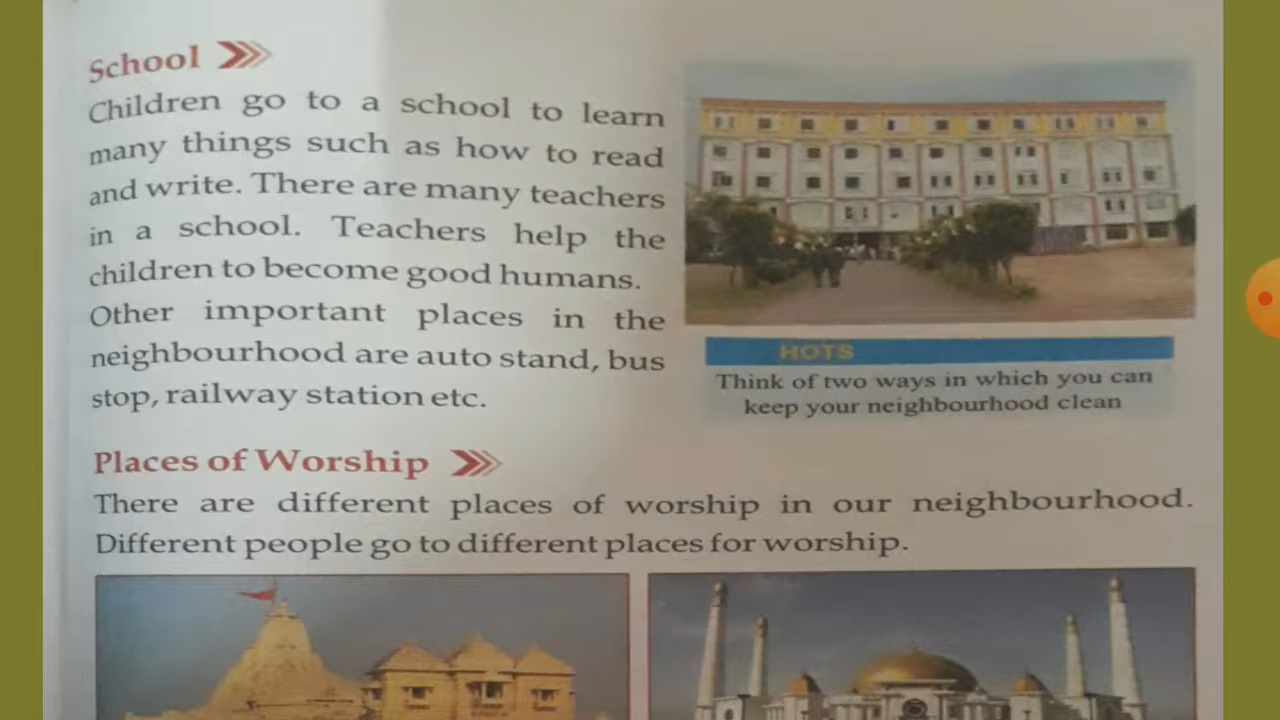 School
Children go to a school to learn
many things such as how to read
and write. There are many teachers
in a school. Teachers help the
children to become good humans.
Other important places in the
neighbourhood are auto stand, bus
stop, railway station etc.
HOTS
Think of two ways in which you can
keep your neighbourhood clean
Places of Worship
There are different places of worship in our neighbourhood.
Different people go to different places for worship.